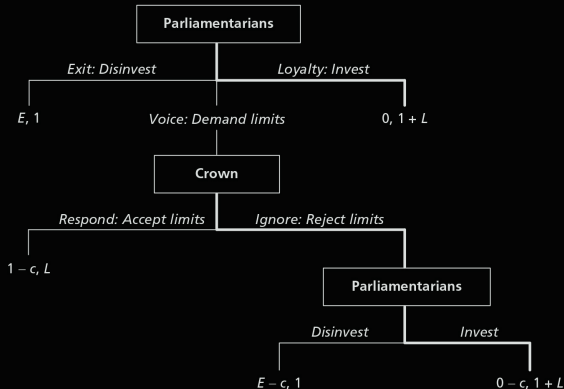 Parliamentarians
Exit: Disinvest
Loyalty: Invest
E, 1
Voice: Demand limits
0, 1 + L
Crown
Respond: Accept limits
Ignore: Reject limits
1 – c, L
Parliamentarians
Disinvest
Invest
E – c, 1
0 – c, 1 + L